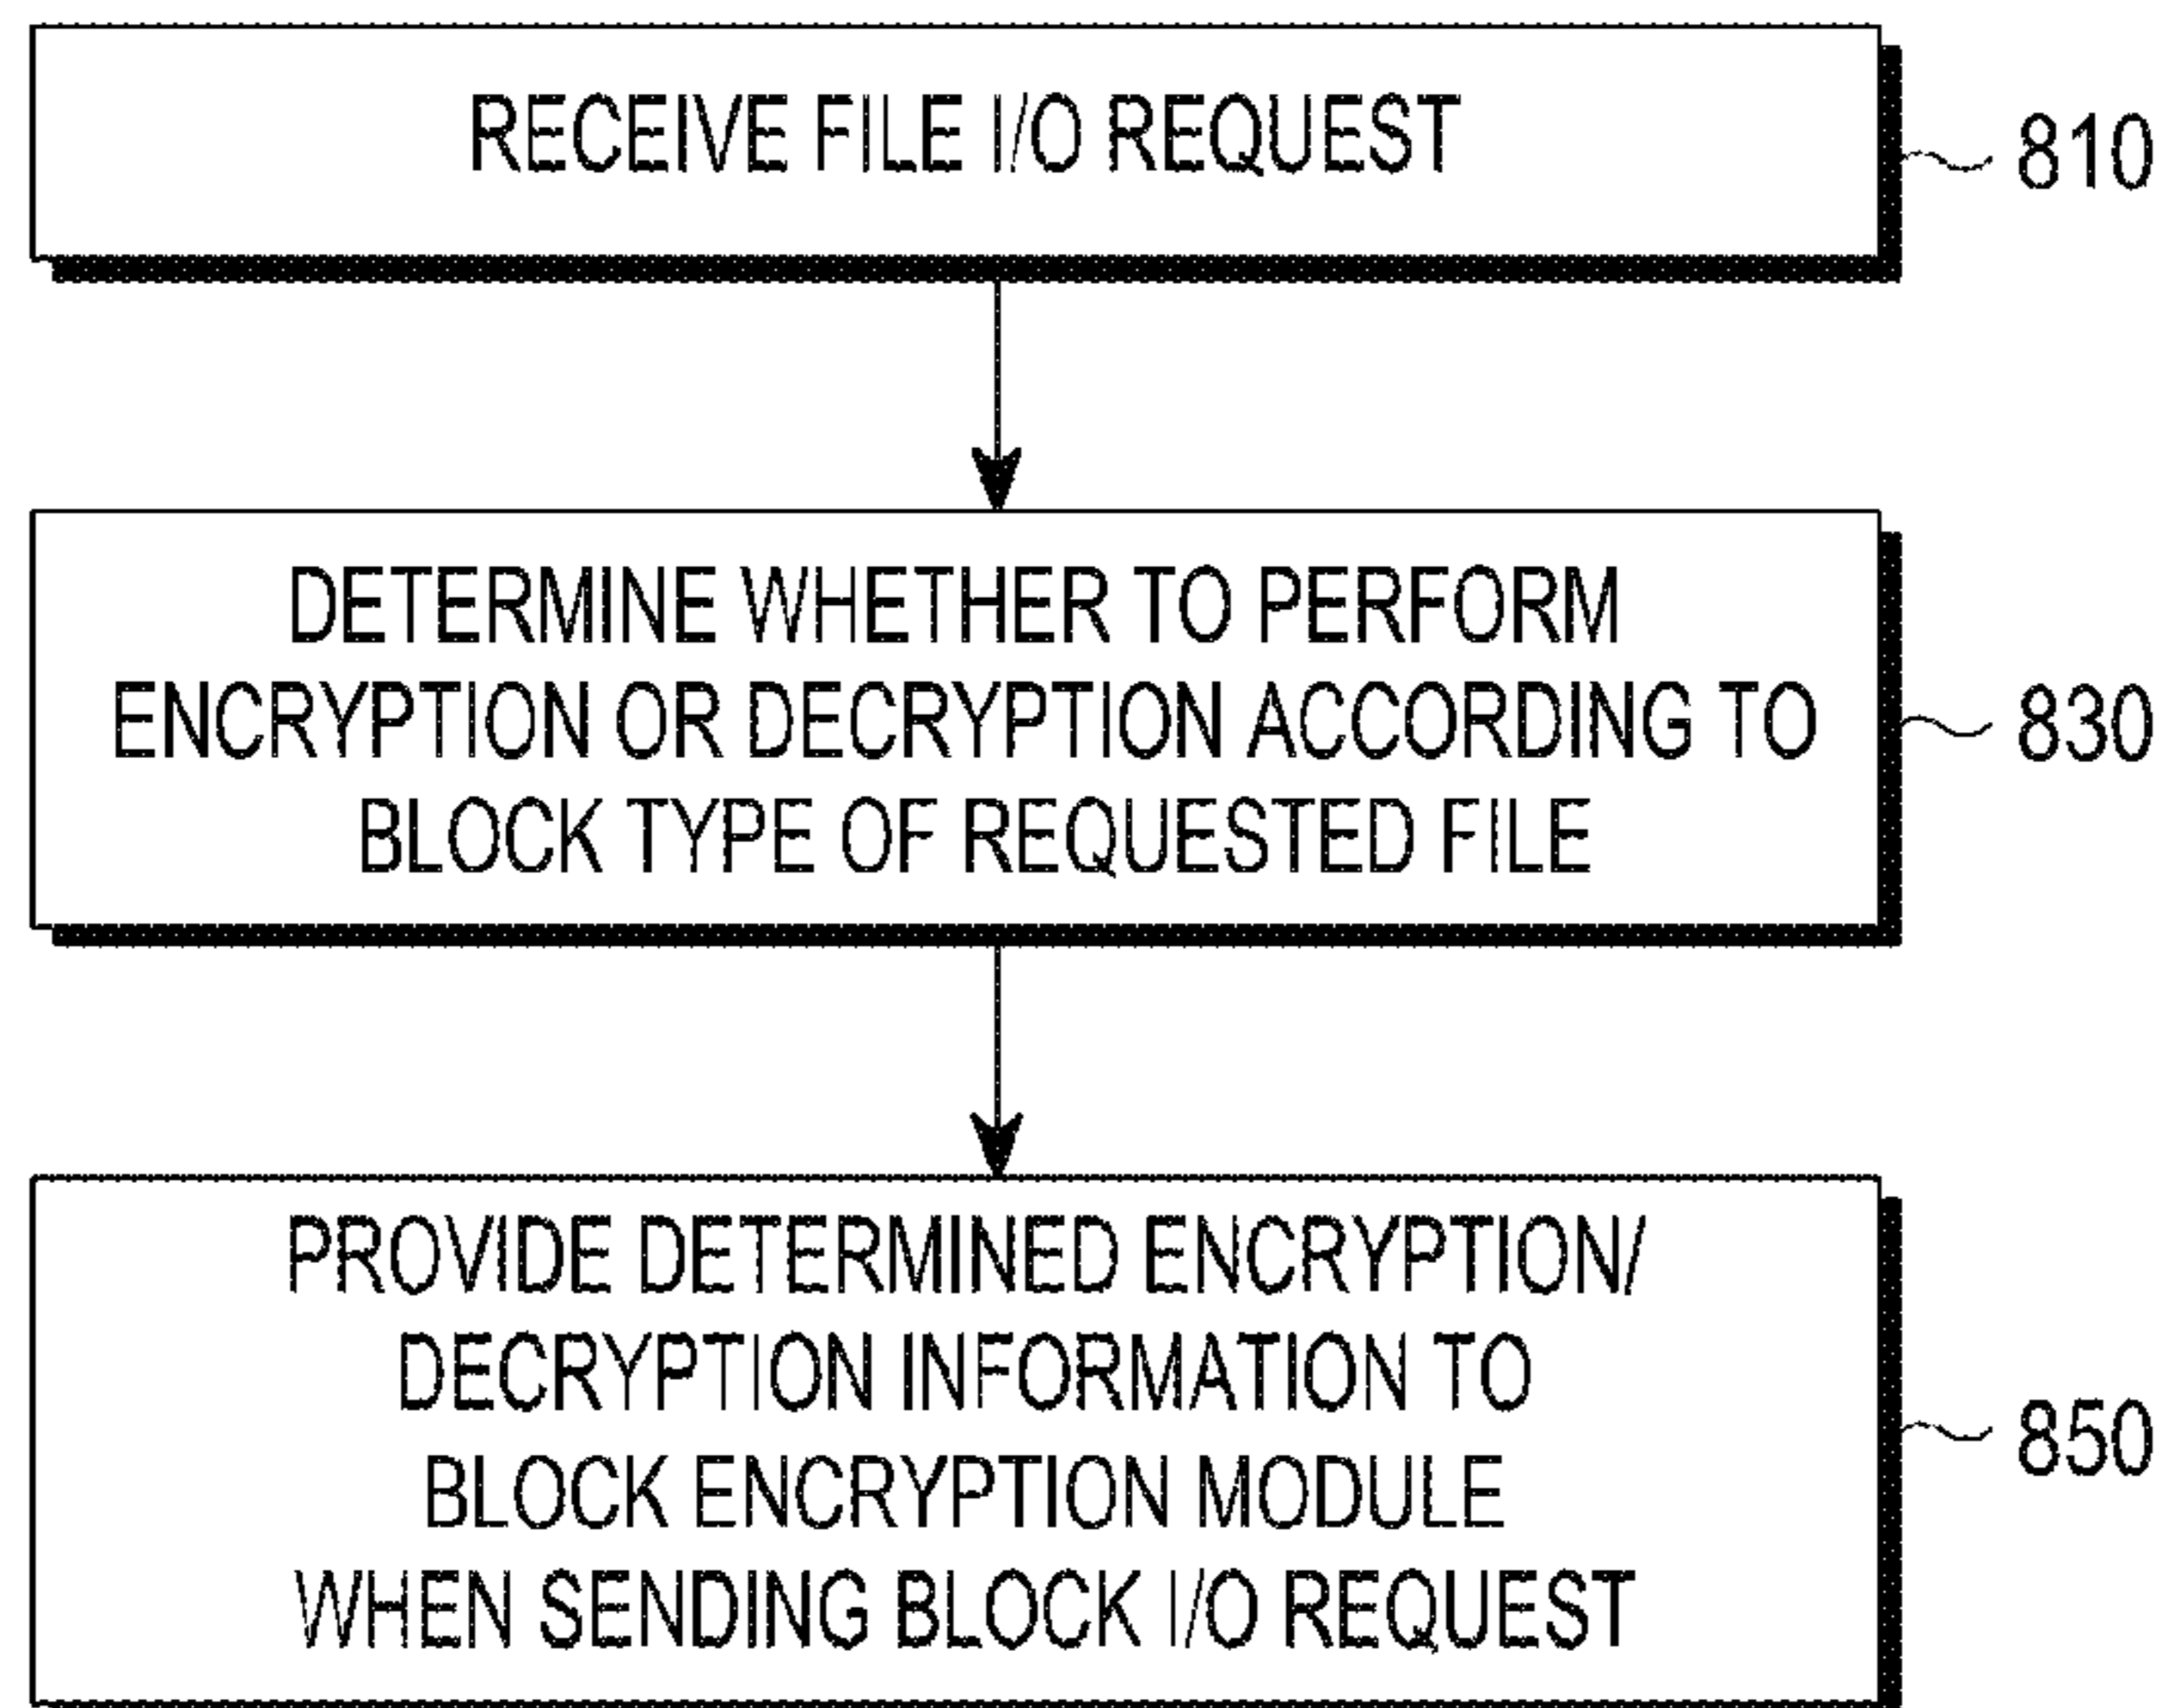 RECEIVE FILE I/O REQUEST
810
DETERMINE WHETHER TO PERFORM
ENCRYPTION OR DECRYPTION ACCORDING TO
BLOCK TYPE OF REQUESTED FILE
830
PROVIDE DETERMINED ENCRYPTION/
DECRYPTION INFORMATION TO
BLOCK ENCRYPTION MODULE
WHEN SENDING BLOCK I/O REQUEST
850